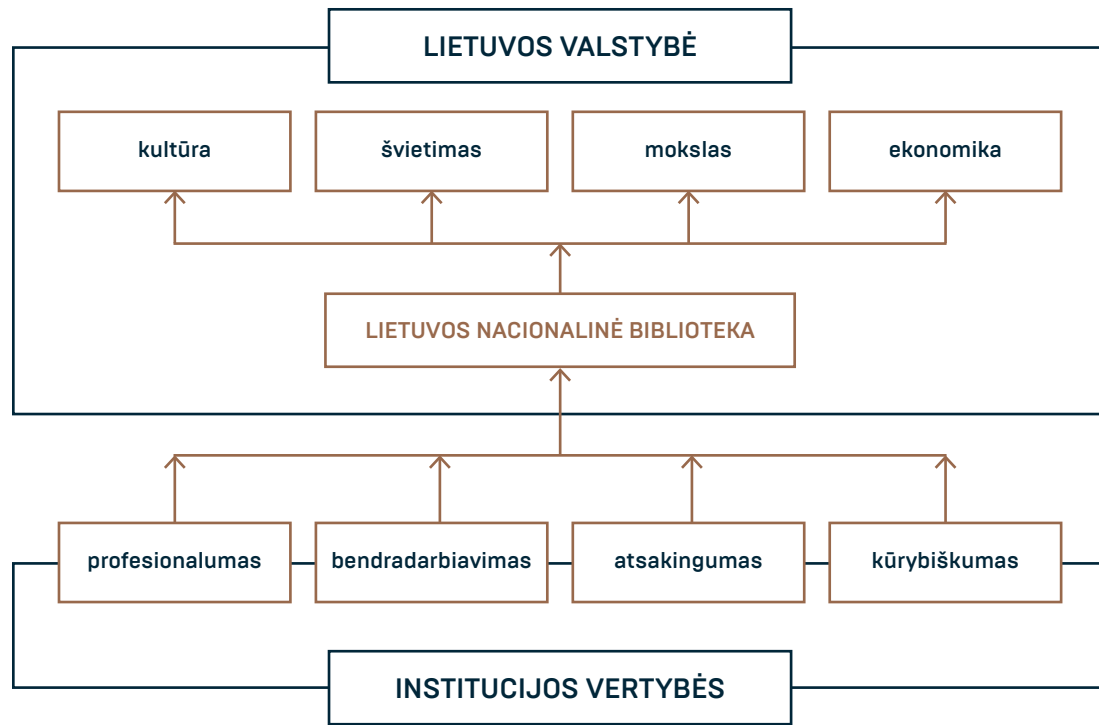 LIETUVOS VALSTYBĖ
kultūra
švietimas
mokslas
ekonomika
LIETUVOS NACIONALINĖ BIBLIOTEKA
profesionalumas
bendradarbiavimas
atsakingumas
kūrybiškumas
INSTITUCIJOS VERTYBĖS